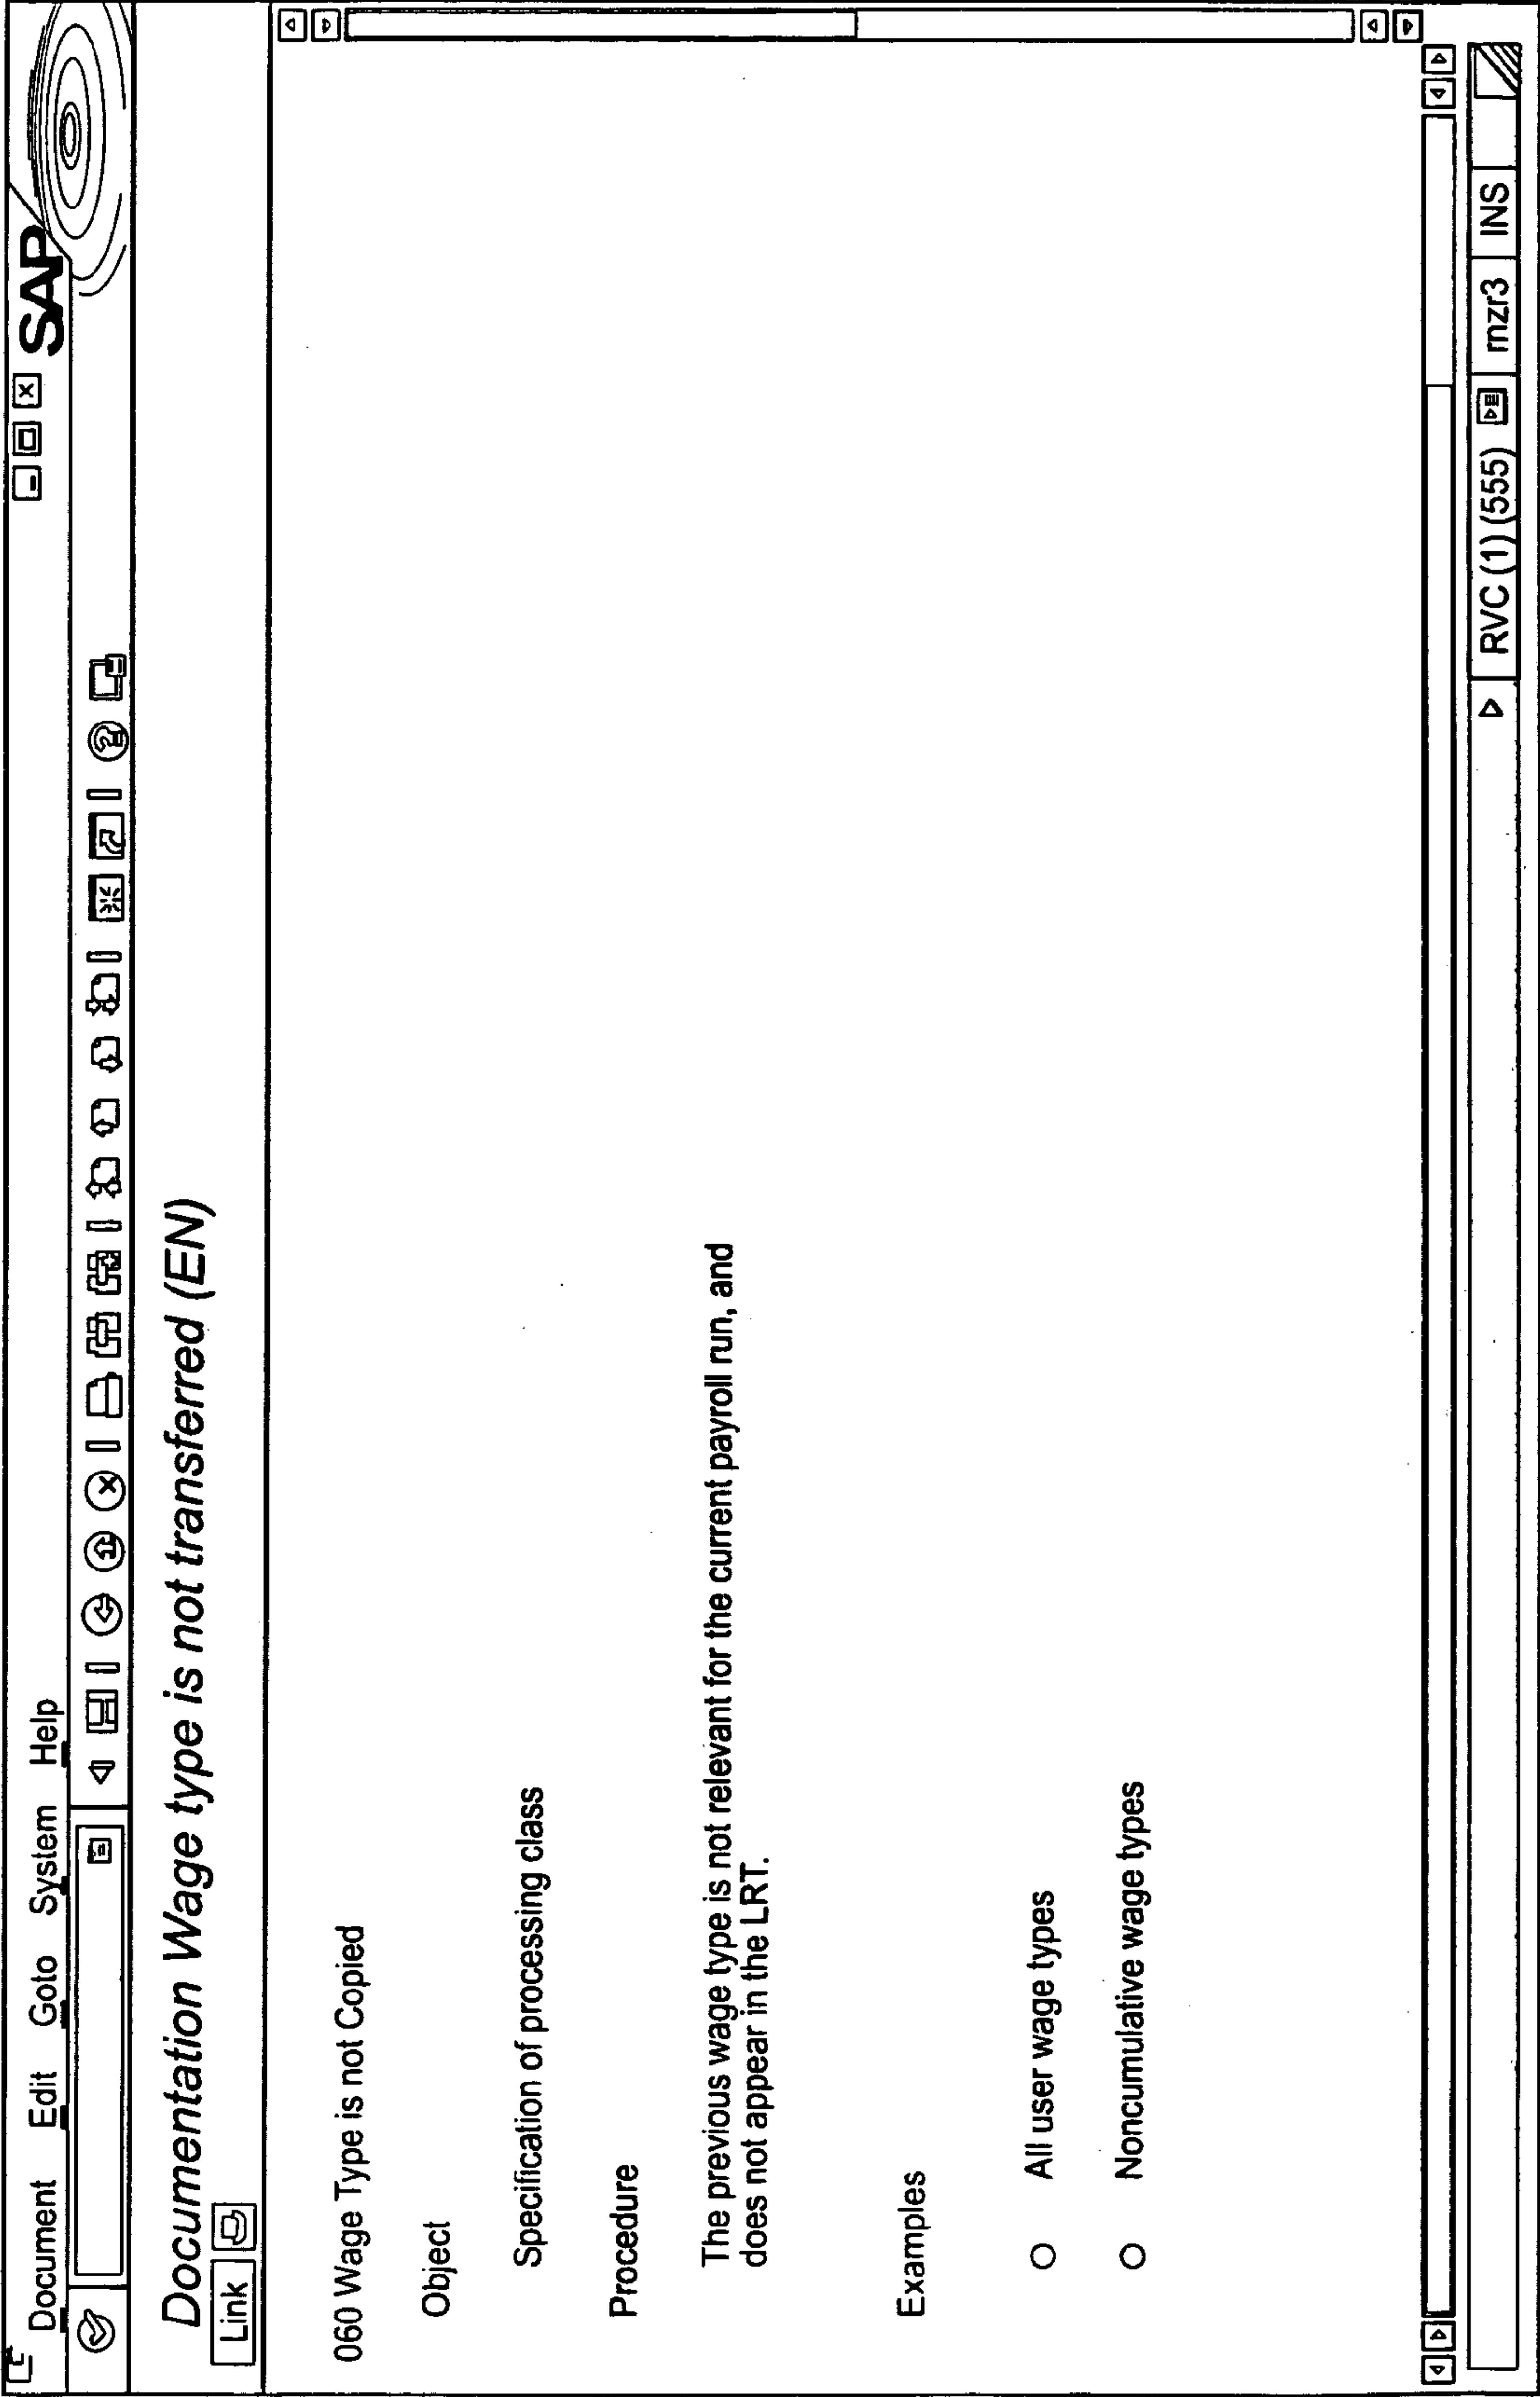 SAP
Document Edit Goto System Help
Documentation Wage type is not transferred (EN)
Link
060 Wage Type is not Copied
Object
Specification of processing class
Procedure
The previous wage type is not relevant for the current payroll run, and
does not appear in the LRT.
Examples
All user wage types
Noncumulative wage types
RVC (1) (555) rnzr3 INS